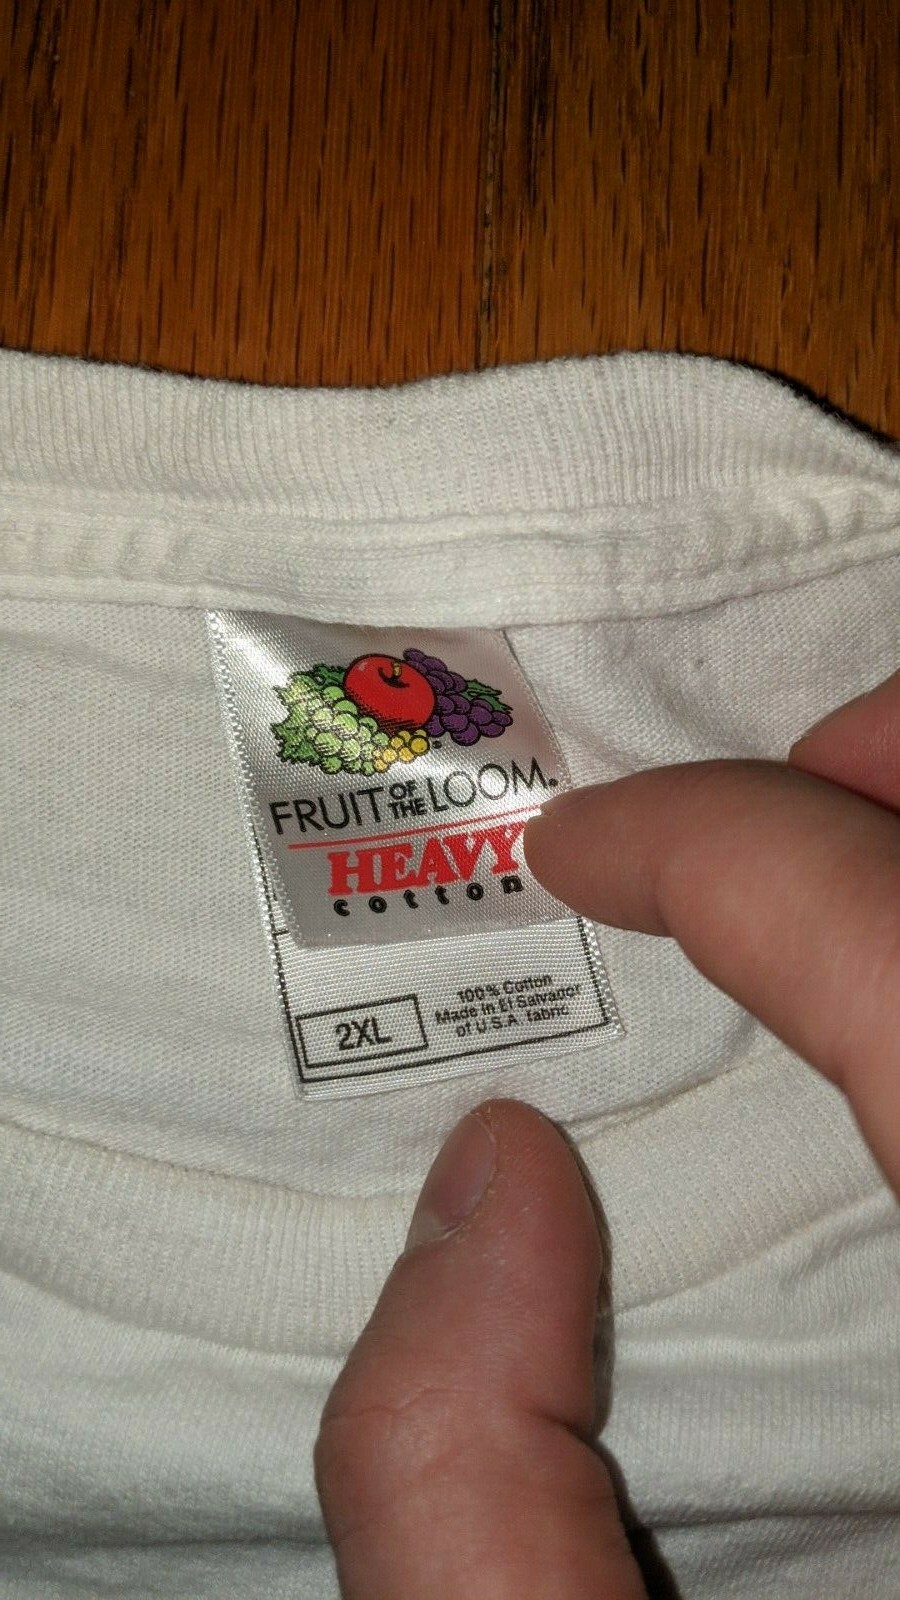 FRUIT OF THE LOOM®
HEAVY
cotton
2XL
100% Cotton
Made in El Salvador
of U.S.A. fabric